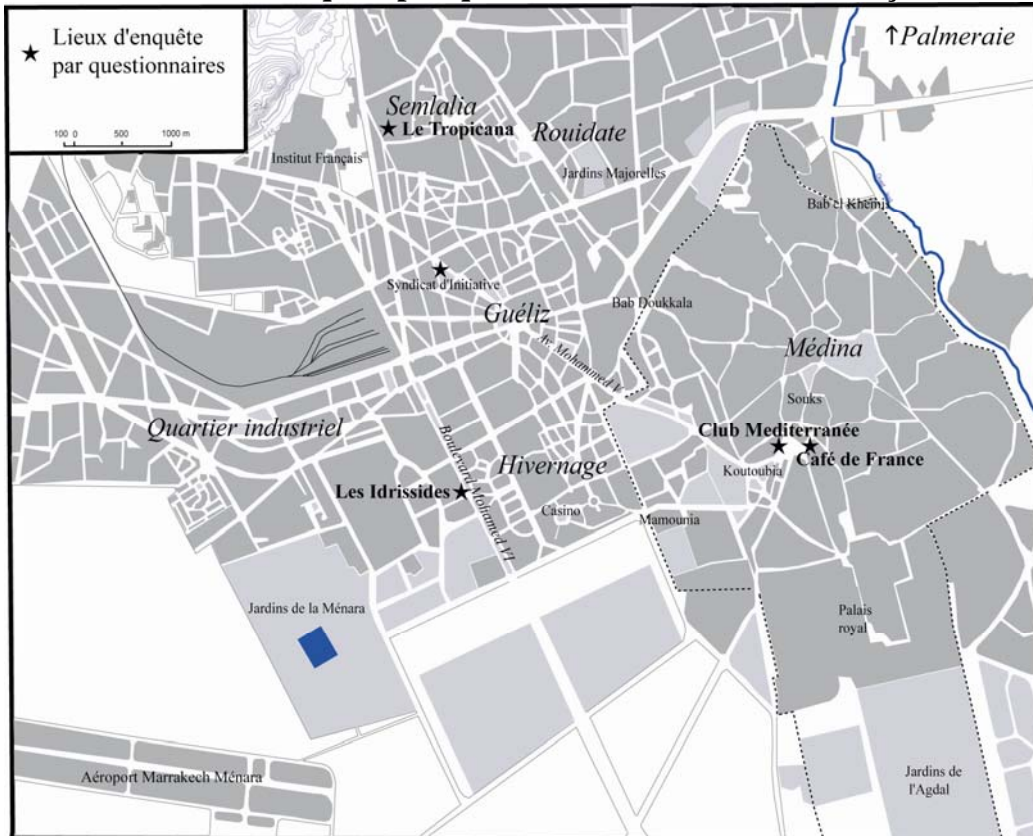 Lieux d'enquête
par questionnaires
100 0 500 1000 m
↑Palmeraie
Semlalia
Le Tropicana
Rouidate
Institut Français
Jardins Majorelles
Bab el Khemis
Syndicat d'Initiative
Guéliz
Bab Doukkala
Av. Mohammed V
Médina
Souks
Quartier industriel
Boulevard Mohamed VI
Club Mediterranée
Café de France
Hivernage
Koutoubia
Les Idrissides
Casino
Mamounia
Jardins de la Ménara
Palais
royal
Aéroport Marrakech Ménara
Jardins de
l'Agdal